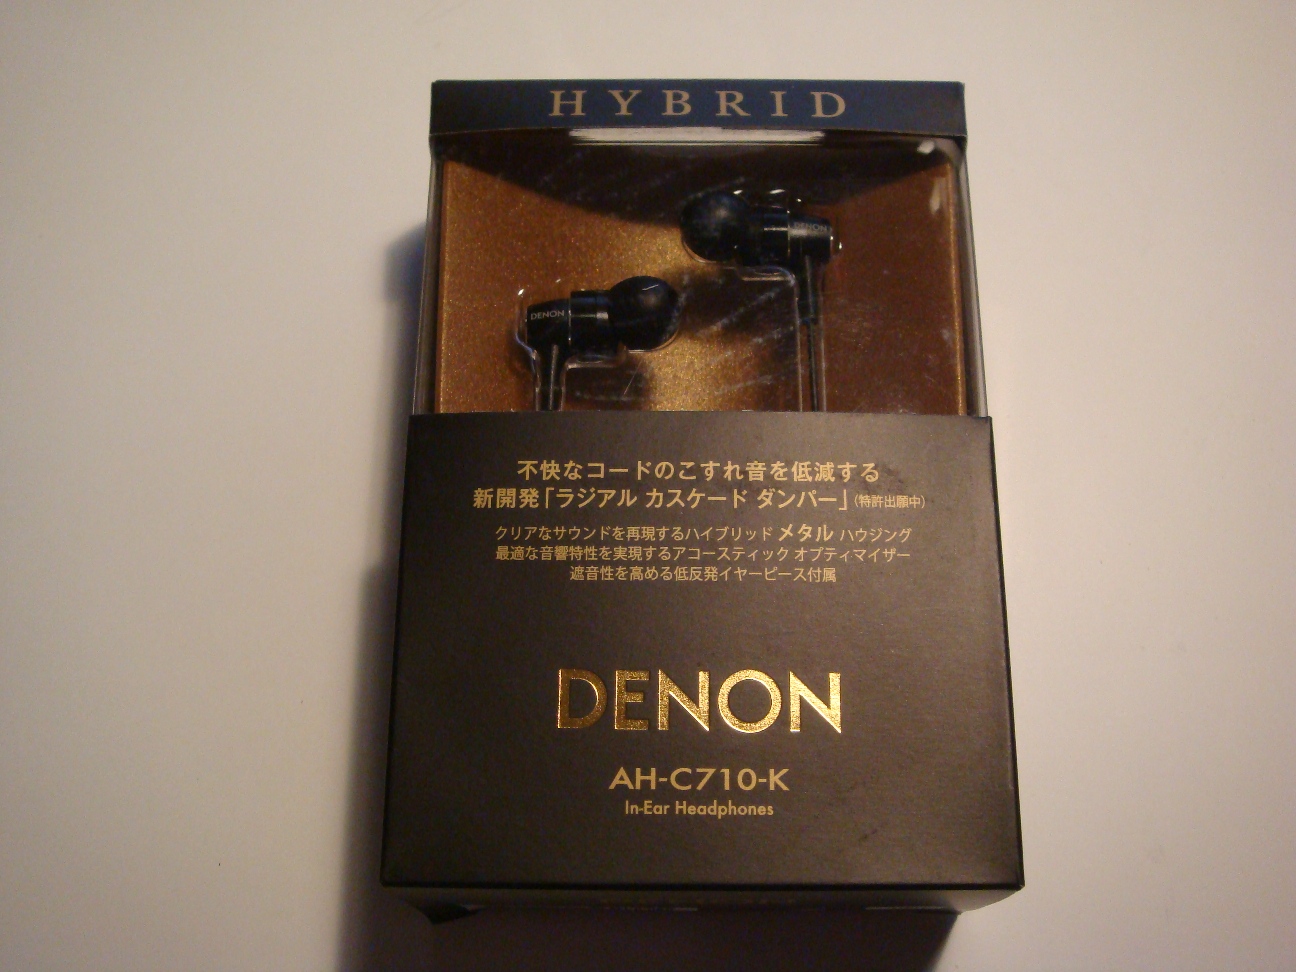 HYBRID
DENON
DENON
不快なコードのこすれ音を低減する
新開発「ラジアル カスケード ダンパー」(特許出願中)
クリアなサウンドを再現するハイブリッド メタル ハウジング
最適な音響特性を実現するアコースティック オプティマイザー
遮音性を高める低反発イヤーピース付属
DENON
AH-C710-K
In-Ear Headphones